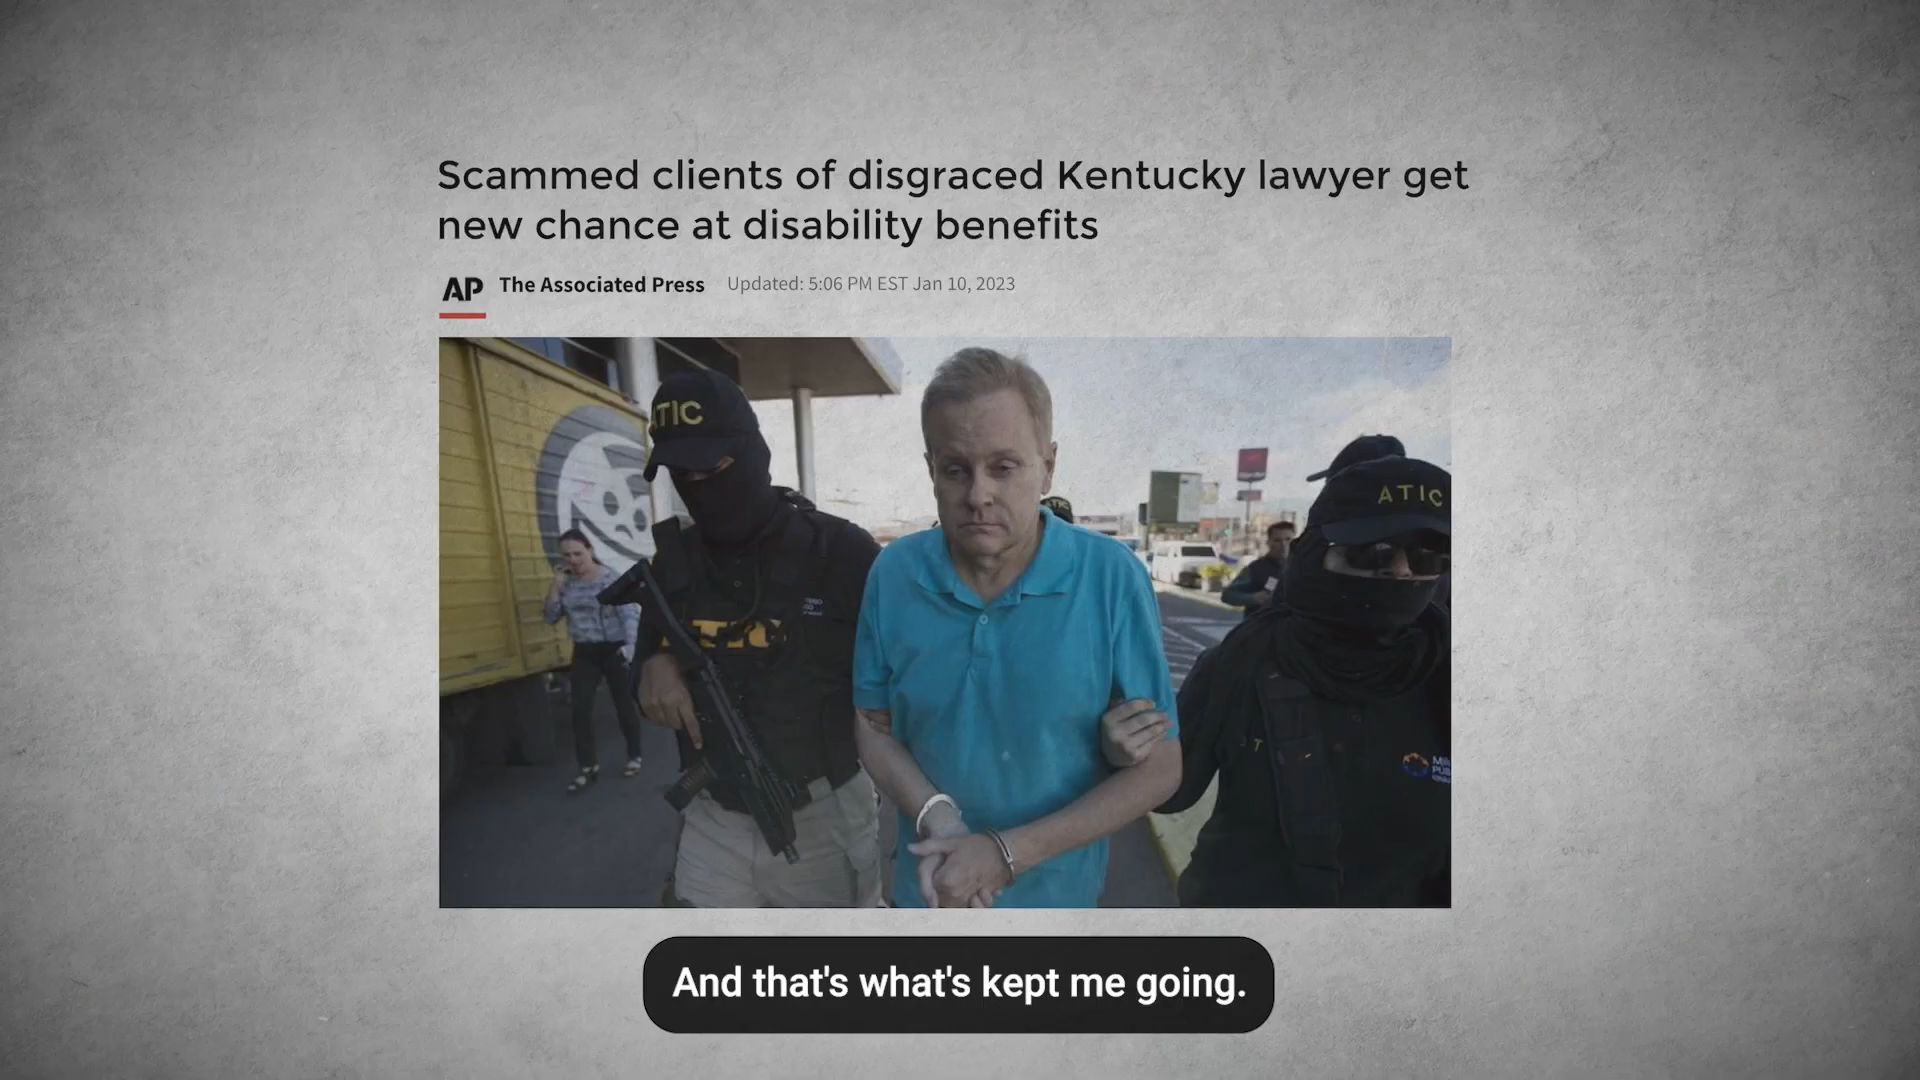 Scammed clients of disgraced Kentucky lawyer get
new chance at disability benefits
AP The Associated Press Updated: 5:06 PM EST Jan 10, 2023
ATIC
ATIC
And that's what's kept me going.